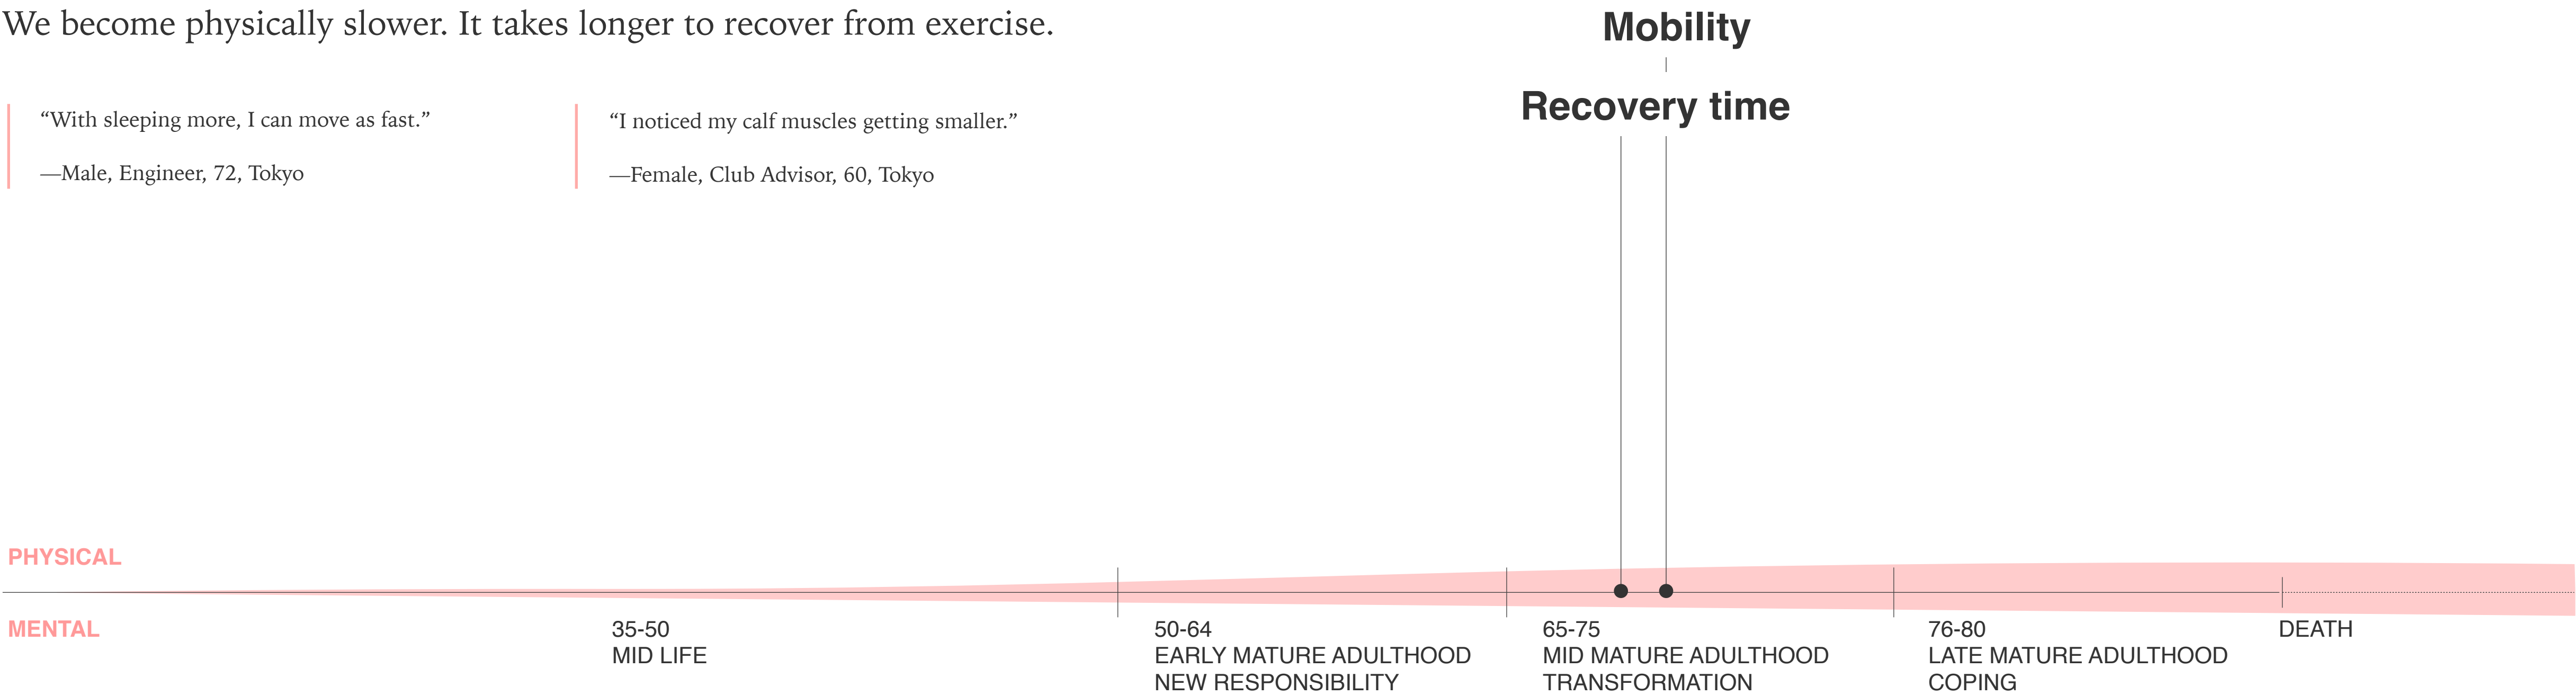 We become physically slower. It takes longer to recover from exercise.
“With sleeping more, I can move as fast.”
—Male, Engineer, 72, Tokyo
“I noticed my calf muscles getting smaller.”
—Female, Club Advisor, 60, Tokyo
Mobility
Recovery time
PHYSICAL
MENTAL
35-50
MID LIFE
50-64
EARLY MATURE ADULTHOOD
NEW RESPONSIBILITY
65-75
MID MATURE ADULTHOOD
TRANSFORMATION
76-80
LATE MATURE ADULTHOOD
COPING
DEATH